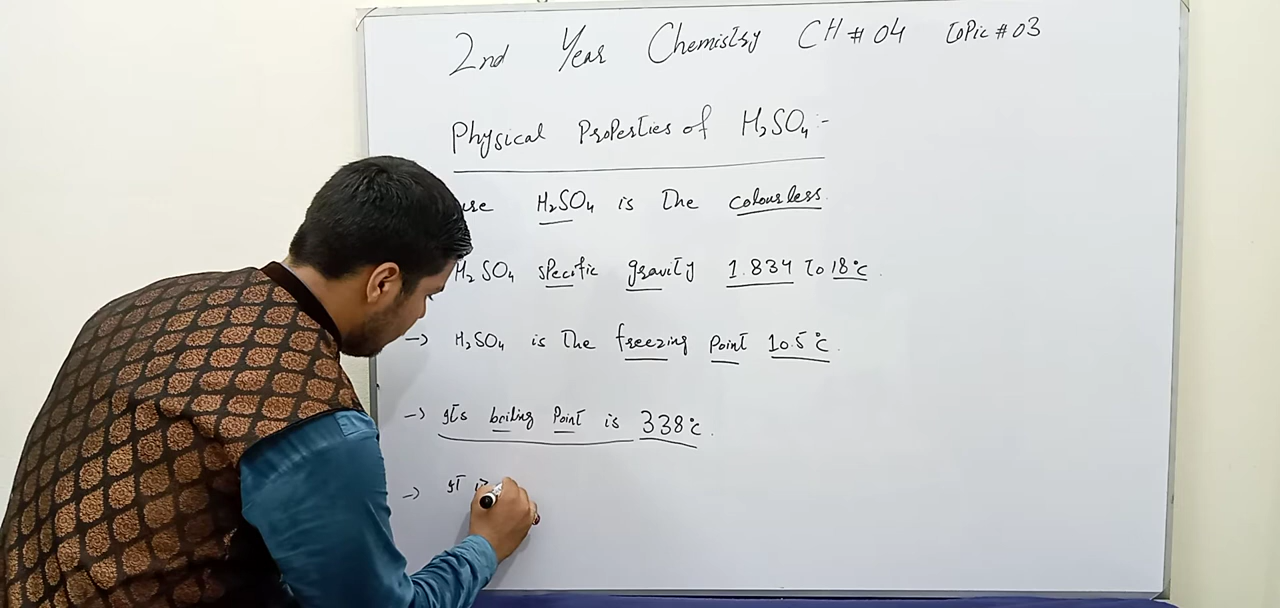 2nd Year Chemistry CH # 04 Topic # 03
Physical Properties of H₂SO₄:-
H₂SO₄ is The colourless.
H₂SO₄ specific gravity 1.834 To 18°c.
→ H₂SO₄ is The freezing Point 10.5°c.
→ Its boiling Point is 338°c.
→ It is